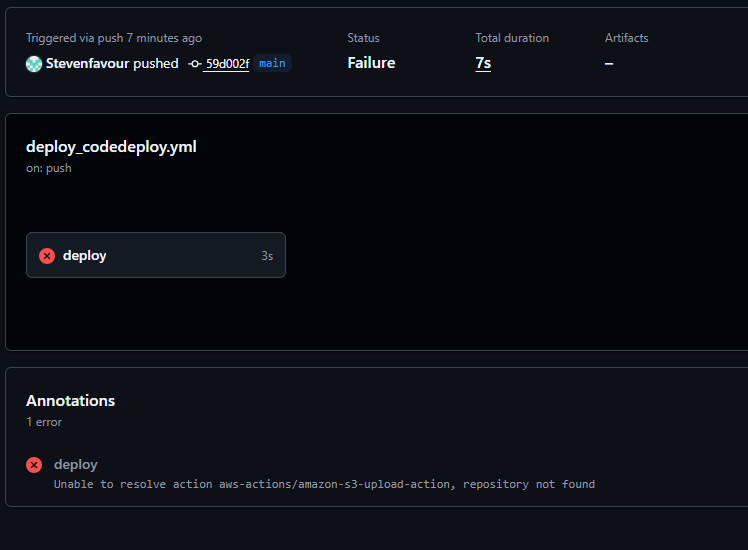 Triggered via push 7 minutes ago
Stevenfavour pushed 59d002f main
Status
Failure
Total duration
7s
Artifacts
–
deploy_codedeploy.yml
on: push
deploy 3s
Annotations
1 error
deploy
Unable to resolve action aws-actions/amazon-s3-upload-action, repository not found